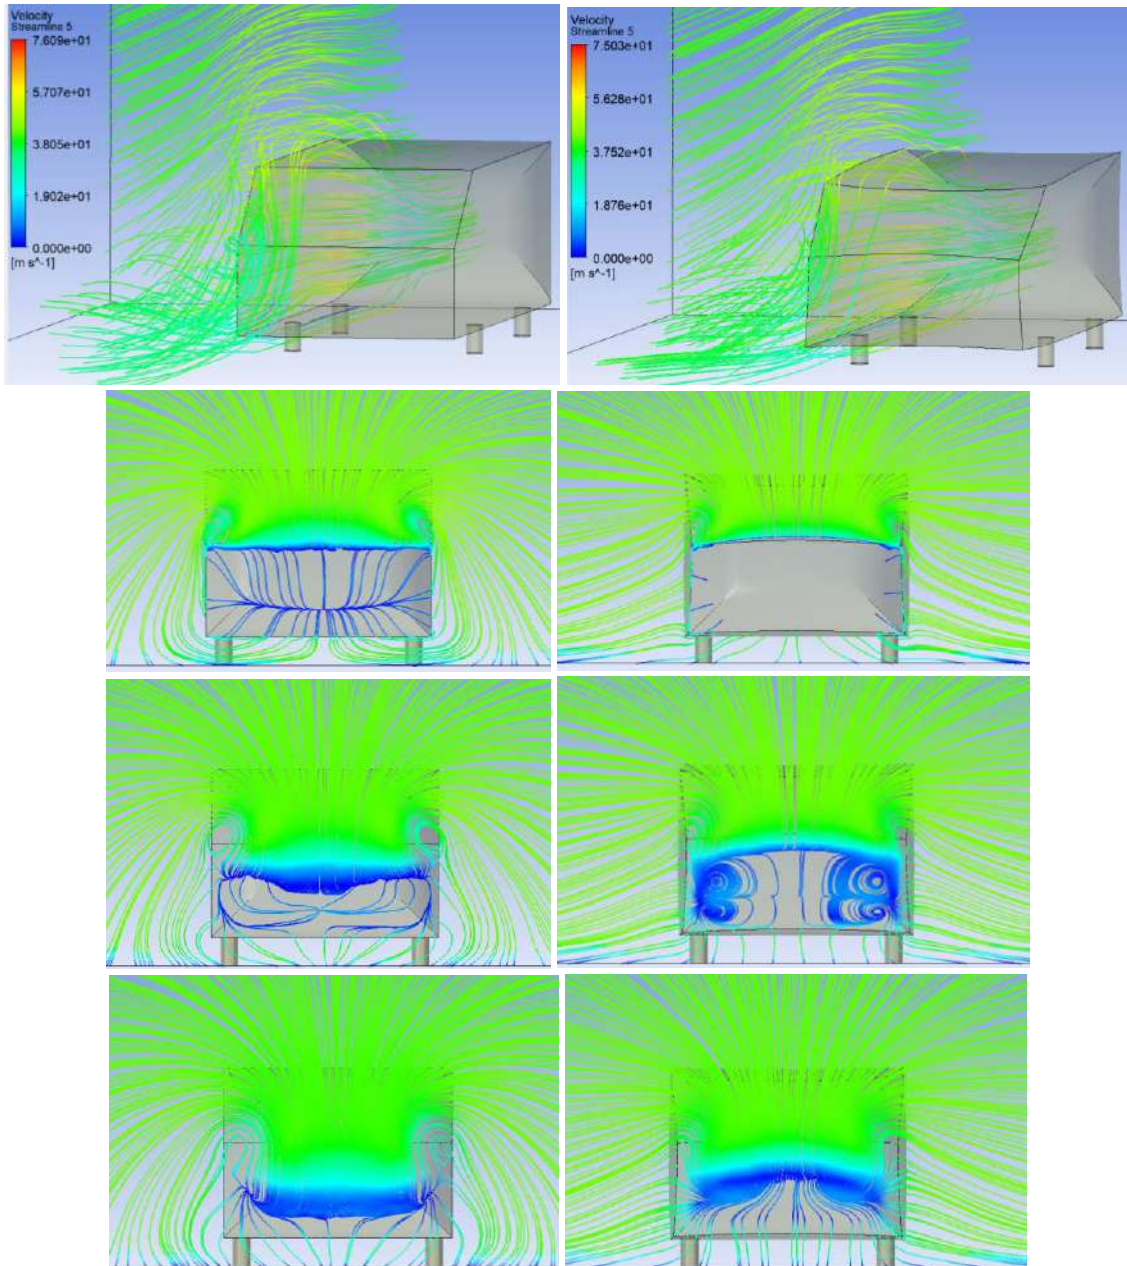 Velocity
Streamline 5
7.609e+01
5.707e+01
3.805e+01
1.902e+01
0.000e+00
[m s^-1]
Velocity
Streamline 5
7.503e+01
5.628e+01
3.752e+01
1.876e+01
0.000e+00
[m s^-1]